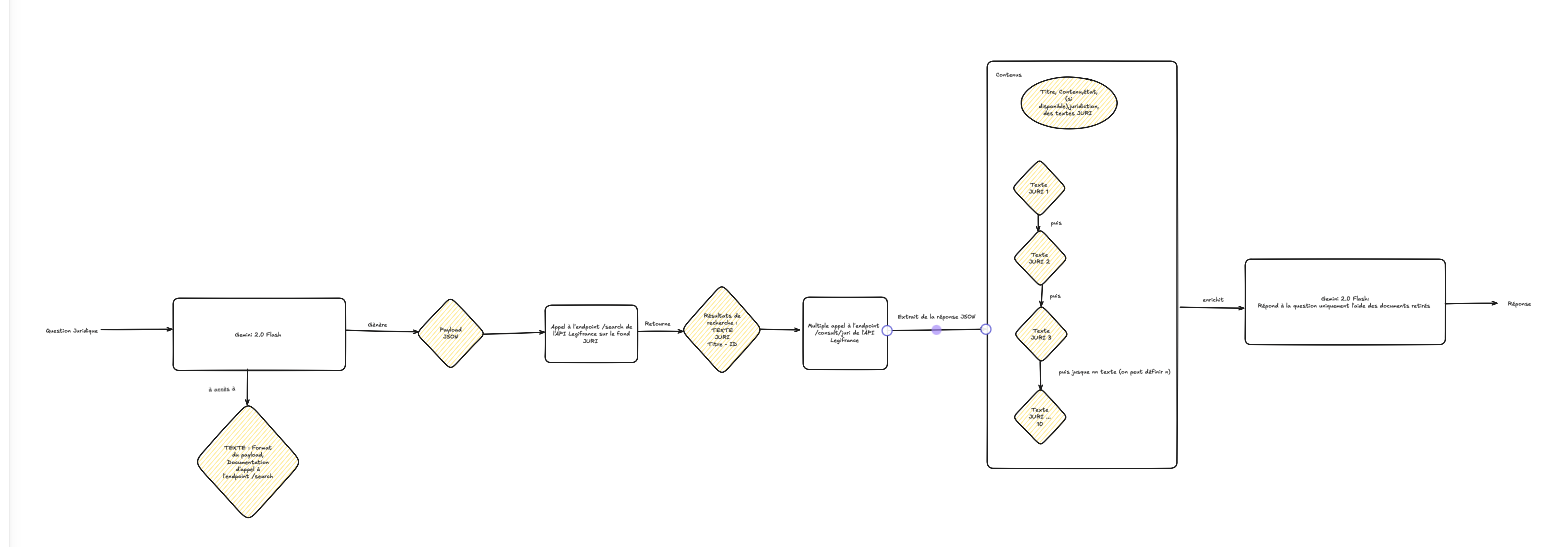 Question Juridique
Gemini 2.0 Flash
à accès à
TEXTE : Format
du payload,
Documentation
d'appel à
l'endpoint /search
Génère
Payload
JSON
Appel à l'endpoint /search de
l'API Legifrance sur le fond
JURI
Retourne
Résultats de
recherche :
TEXTE
JURI
Titre - ID
Multiple appel à l'endpoint
/consult/juri de l'API
Legifrance
Extrait de la réponse JSON
Contenus
Titre, Contenu,état,
(si
disponible),juridiction,
des textes JURI
Texte
JURI 1
puis
Texte
JURI 2
puis
Texte
JURI 3
puis jusque nn texte (on peut définir n)
Texte
JURI ...
10
enrichit
Gemini 2.0 Flash:
Répond à la question uniquement l'aide des documents retirés
Réponse